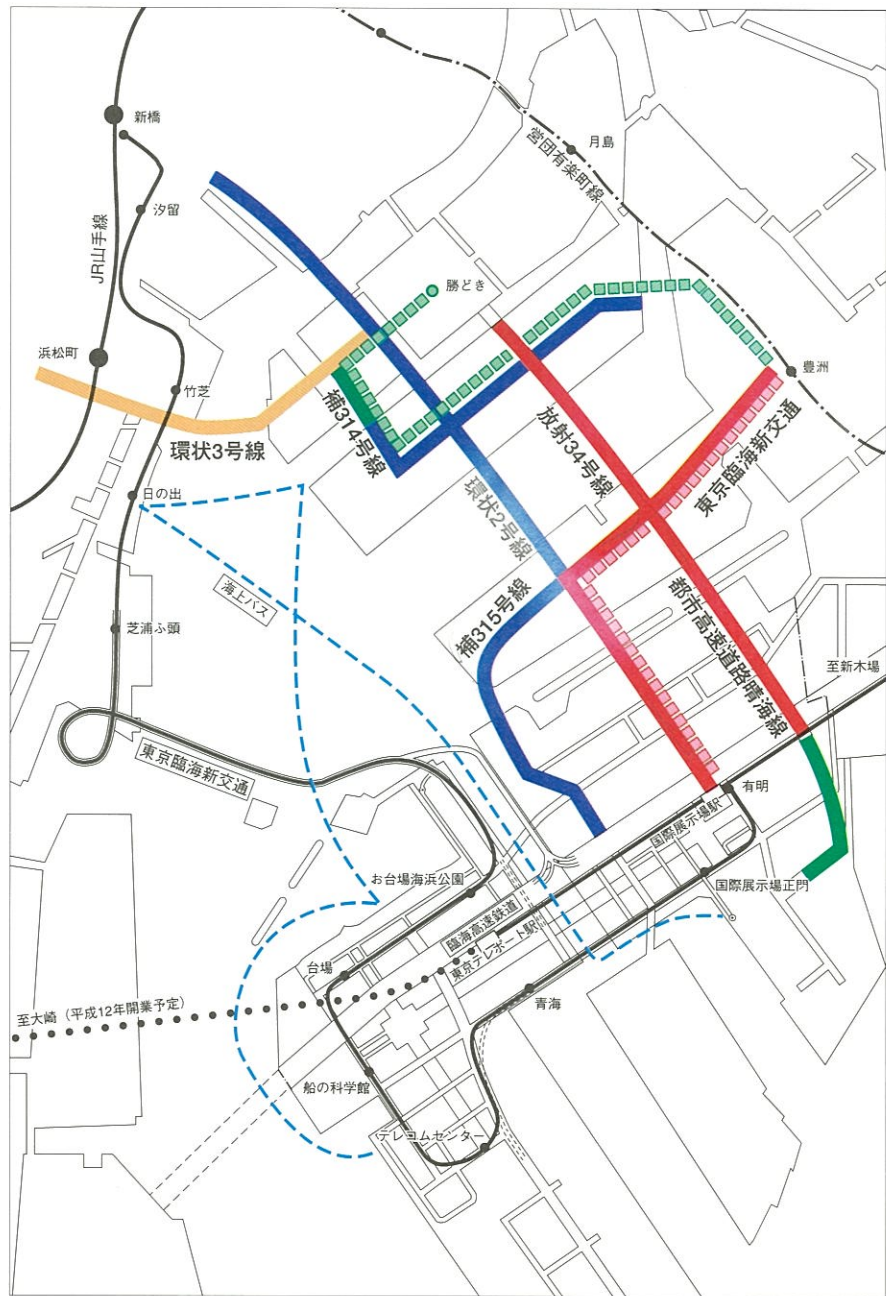 新橋
月島
営団有楽町線
汐留
JR山手線
勝どき
浜松町
豊洲
竹芝
補314号線
放射34号線
東京臨海新交通
環状3号線
日の出
環状2号線
海上バス
補315号線
芝浦ふ頭
都市高速道路晴海線
至新木場
東京臨海新交通
有明
国際展示場駅
お台場海浜公園
国際展示場正門
臨海高速鉄道
東京テレポート駅
台場
青海
至大崎(平成12年開業予定)
船の科学館
テレコムセンター